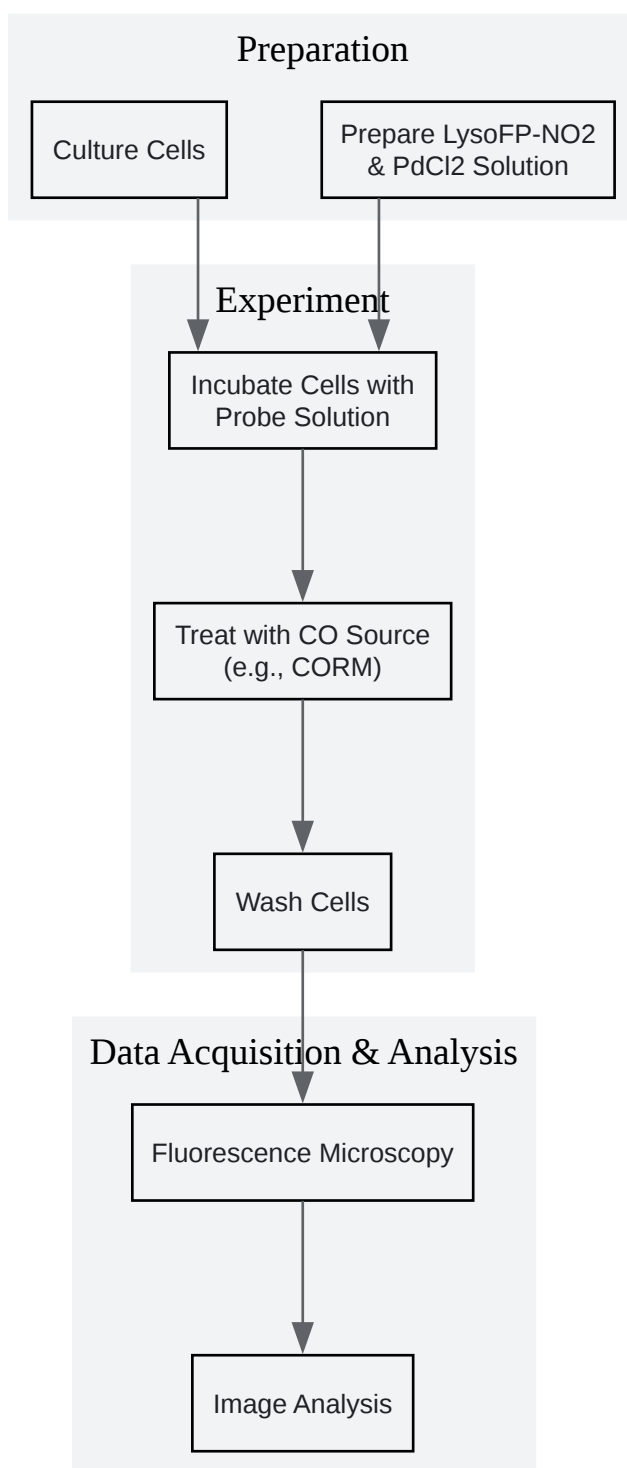 Preparation
Culture Cells
Prepare LysoFP-NO2
& PdCl2 Solution
Experiment
Incubate Cells with
Probe Solution
Treat with CO Source
(e.g., CORM)
Wash Cells
Data Acquisition & Analysis
Fluorescence Microscopy
Image Analysis